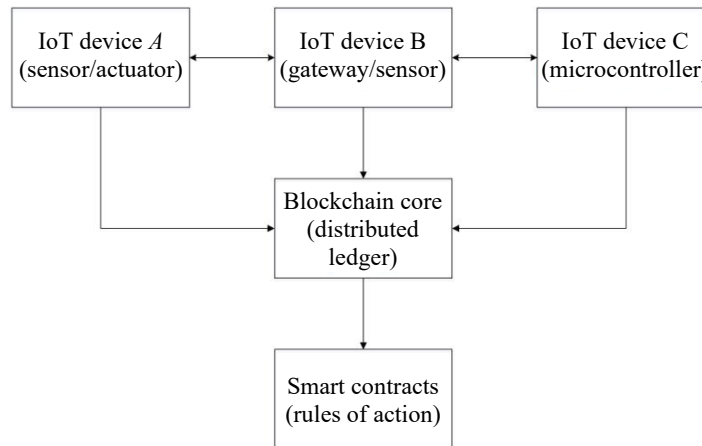 IoT device A
(sensor/actuator)
IoT device B
(gateway/sensor)
IoT device C
(microcontroller)
Blockchain core
(distributed
ledger)
Smart contracts
(rules of action)